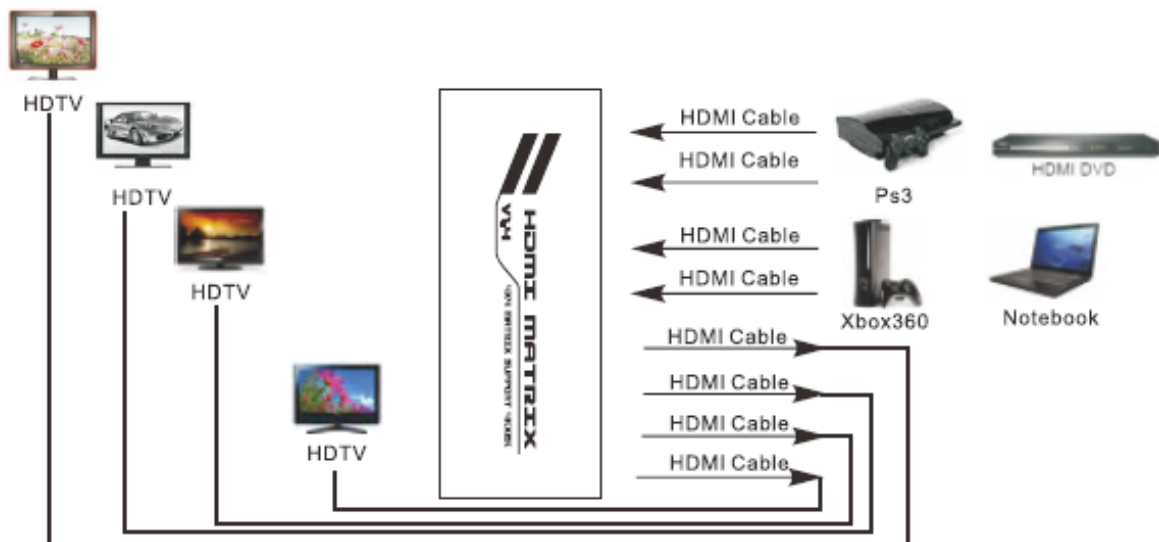 HDTV
HDTV
HDTV
HDTV
HDMI MATRIX
HDMI Cable
HDMI Cable
HDMI Cable
HDMI Cable
HDMI Cable
HDMI Cable
HDMI Cable
HDMI Cable
Ps3
HDMI DVD
Xbox360
Notebook